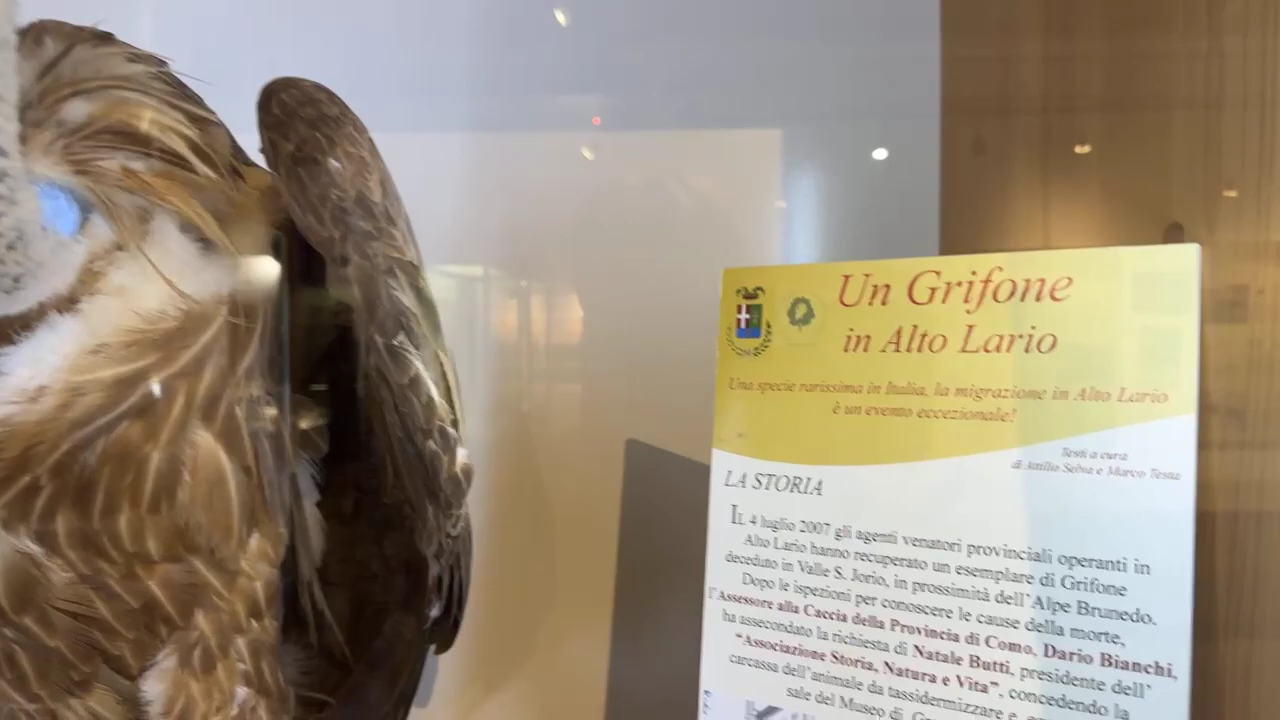 Un Grifone
in Alto Lario
Una specie rarissima in Italia, la migrazione in Alto Lario
è un evento eccezionale!
Testi a cura
di Attilio Selva e Marco Testa
LA STORIA
IL 4 luglio 2007 gli agenti venatori provinciali operanti in
Alto Lario hanno recuperato un esemplare di Grifone
deceduto in Valle S. Jorio, in prossimità dell'Alpe Brunedo.
Dopo le ispezioni per conoscere le cause della morte,
l'Assessore alla Caccia della Provincia di Como, Dario Bianchi,
ha assecondato la richiesta di Natale Butti, presidente dell'
“Associazione Storia, Natura e Vita”, concedendo la
carcassa dell'animale da tassidermizzare e
sale del Museo di